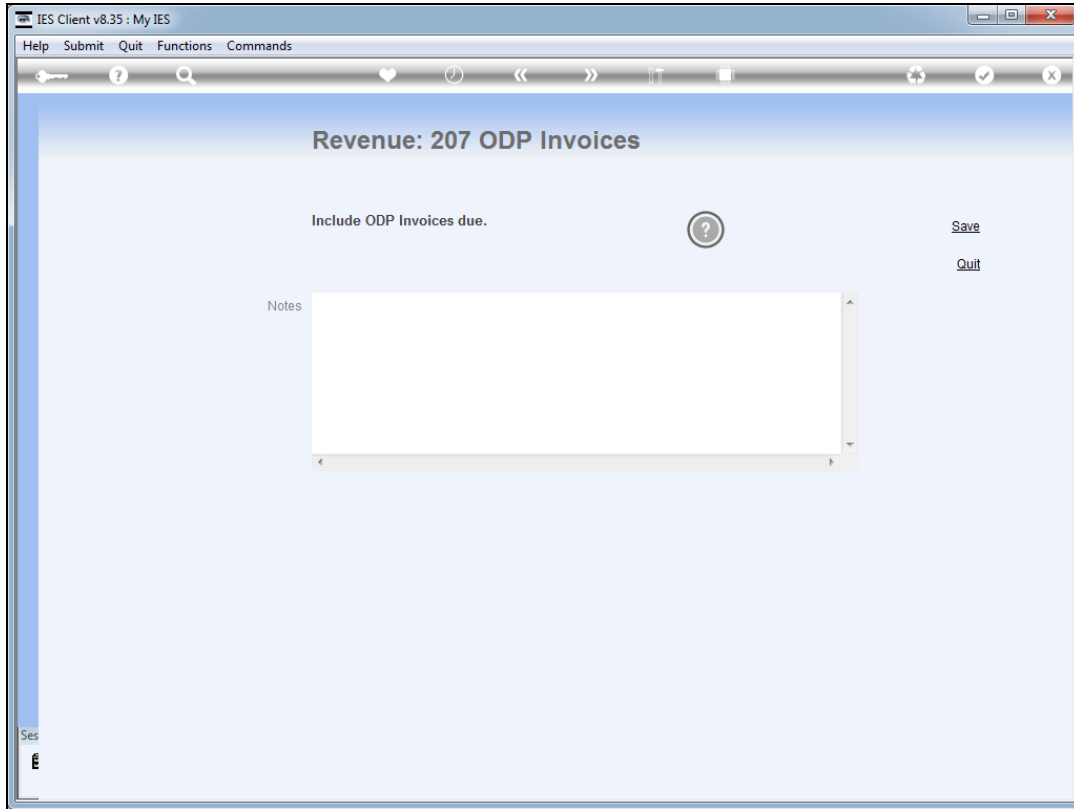 IES Client v8.35 : My IES
Help Submit Quit Functions Commands
Revenue: 207 ODP Invoices
Include ODP Invoices due.
?
Save
Quit
Notes
Ses